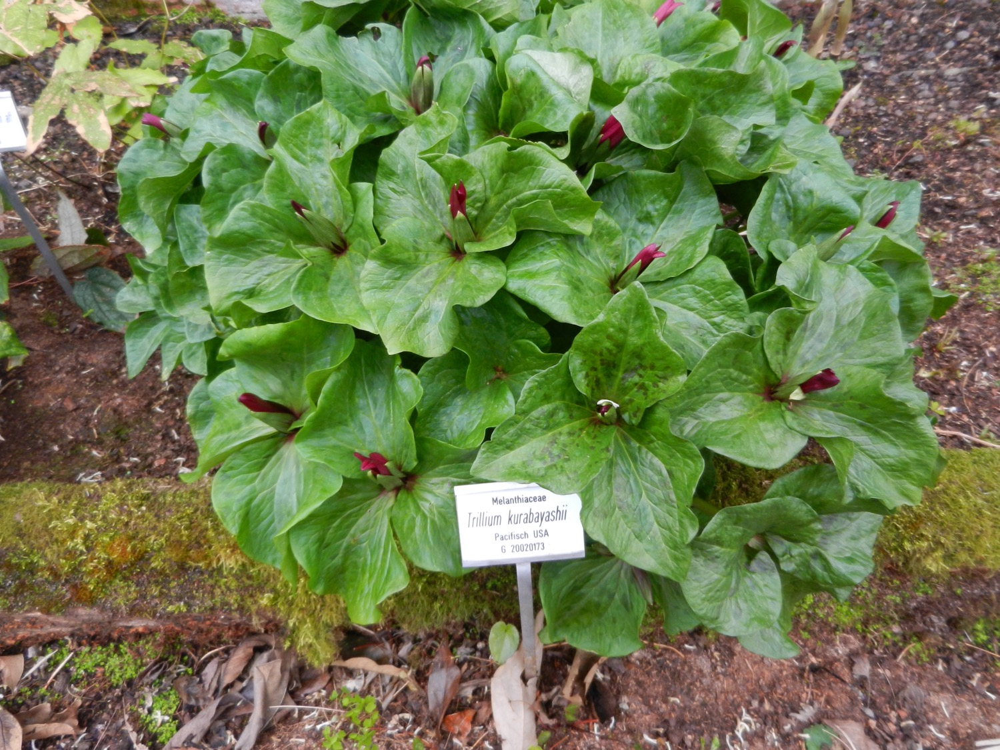 Melanthiaceae
Trillium kurabayashii
Pacifisch USA
G 20020173